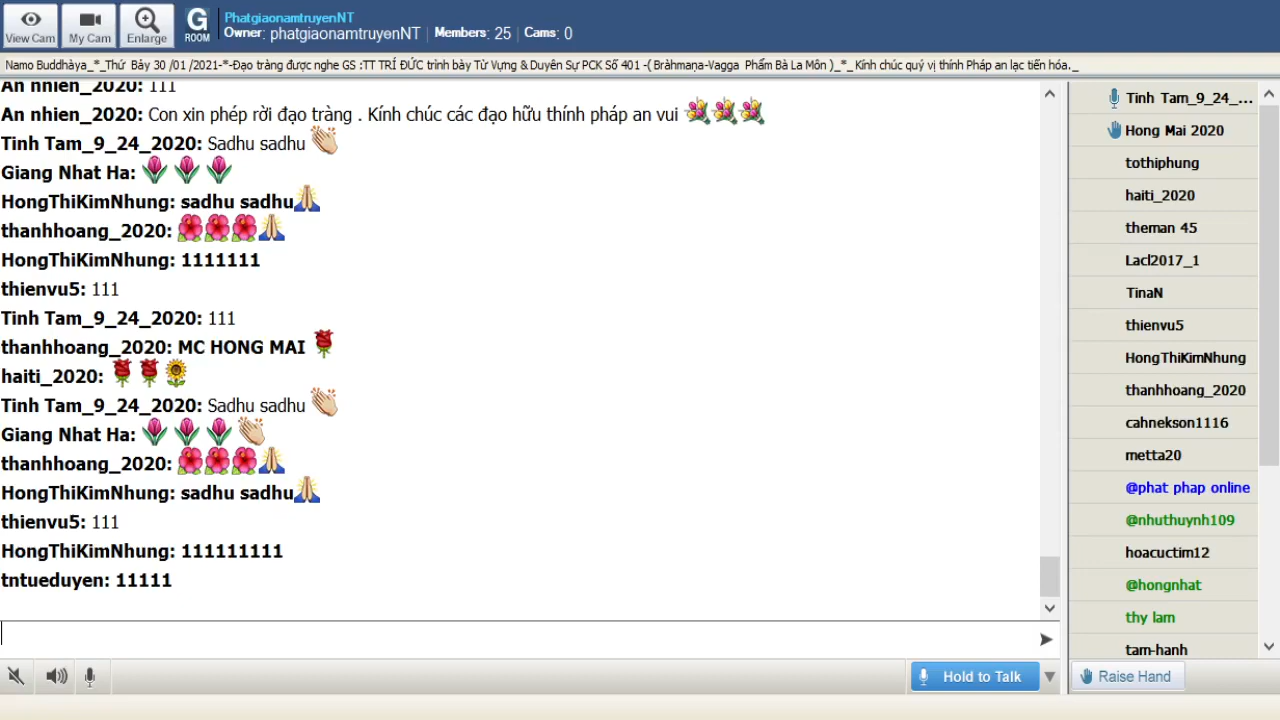 View Cam
My Cam
Enlarge
G
ROOM
PhatgiaonamtruyenNT
Owner: phatgiaonamtruyenNT | Members: 25 | Cams: 0
Namo Buddhàya_*_Thứ Bảy 30 /01 /2021-*-Đạo tràng được nghe GS :TT TRÍ ĐỨC trình bày Từ Vựng & Duyên Sự PCK Số 401 -( Bràhmaṇa-Vagga Phẩm Bà La Môn )_*_ Kính chúc quý vị thính Pháp an lạc tiến hóa._
An nhien_2020: 111
An nhien_2020: Con xin phép rời đạo tràng . Kính chúc các đạo hữu thính pháp an vui
Tinh Tam_9_24_2020: Sadhu sadhu
Giang Nhat Ha:
HongThiKimNhung: sadhu sadhu
thanhhoang_2020:
HongThiKimNhung: 1111111
thienvu5: 111
Tinh Tam_9_24_2020: 111
thanhhoang_2020: MC HONG MAI
haiti_2020:
Tinh Tam_9_24_2020: Sadhu sadhu
Giang Nhat Ha:
thanhhoang_2020:
HongThiKimNhung: sadhu sadhu
thienvu5: 111
HongThiKimNhung: 111111111
tntueduyen: 11111
Hold to Talk
Tinh Tam_9_24_...
Hong Mai 2020
tothiphung
haiti_2020
theman 45
Lacl2017_1
TinaN
thienvu5
HongThiKimNhung
thanhhoang_2020
cahnekson1116
metta20
@phat phap online
@nhuthuynh109
hoacuctim12
@hongnhat
thy lam
tam-hanh
Raise Hand